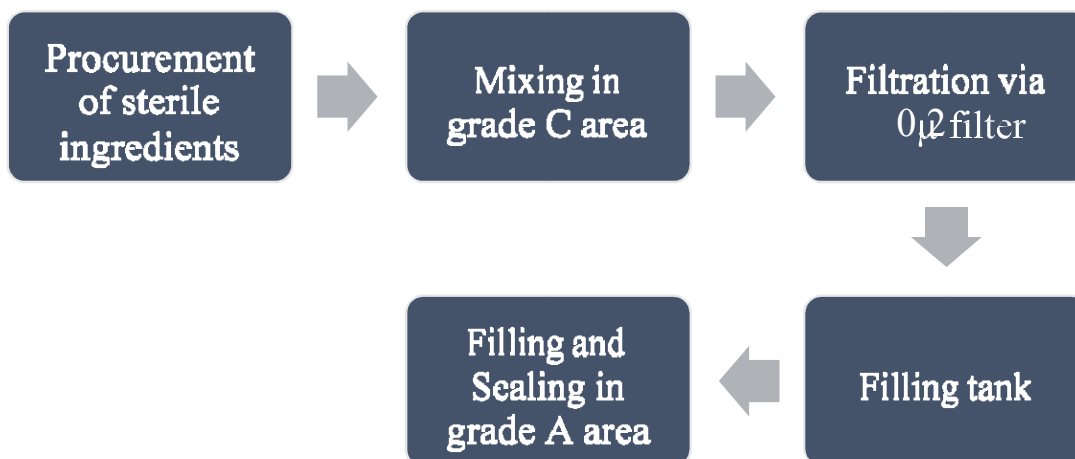 Procurement
of sterile
ingredients
Mixing in
grade C area
Filtration via
0μ2 filter
Filling tank
Filling and
Sealing in
grade A area